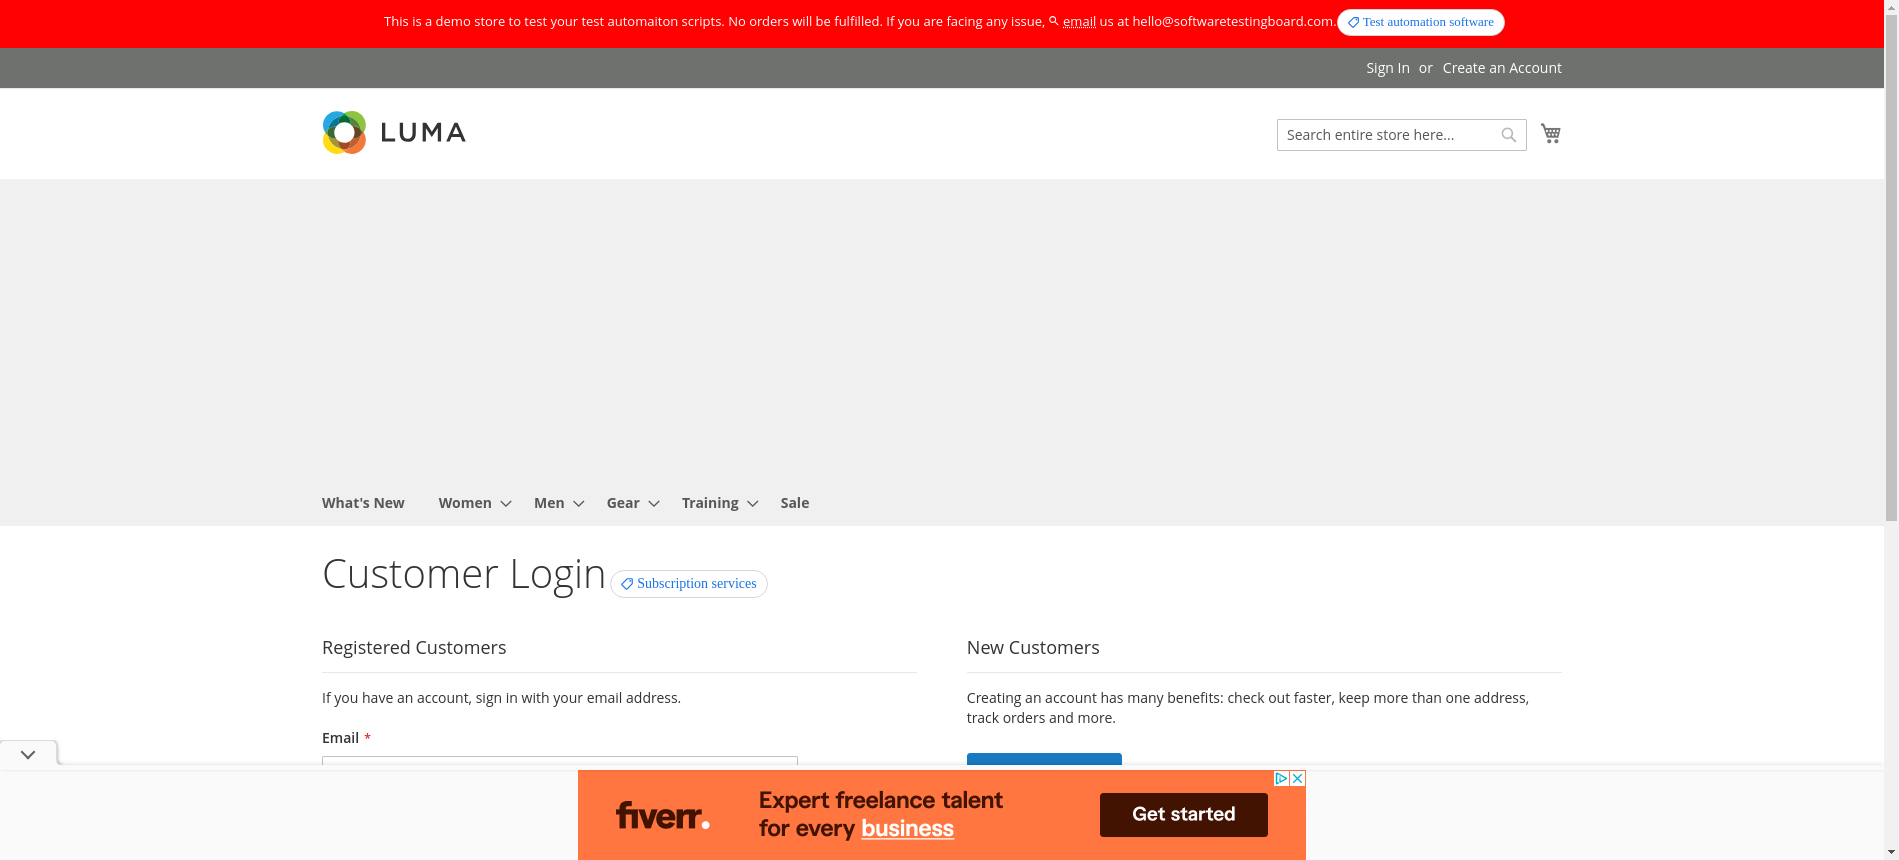 This is a demo store to test your test automaiton scripts. No orders will be fulfilled. If you are facing any issue, email us at hello@softwaretestingboard.com. Test automation software
Sign In or Create an Account
LUMA
Search entire store here...
What's New Women Men Gear Training Sale
Customer Login Subscription services
Registered Customers
If you have an account, sign in with your email address.
Email *
New Customers
Creating an account has many benefits: check out faster, keep more than one address,
track orders and more.
fiverr.
Expert freelance talent
for every business
Get started